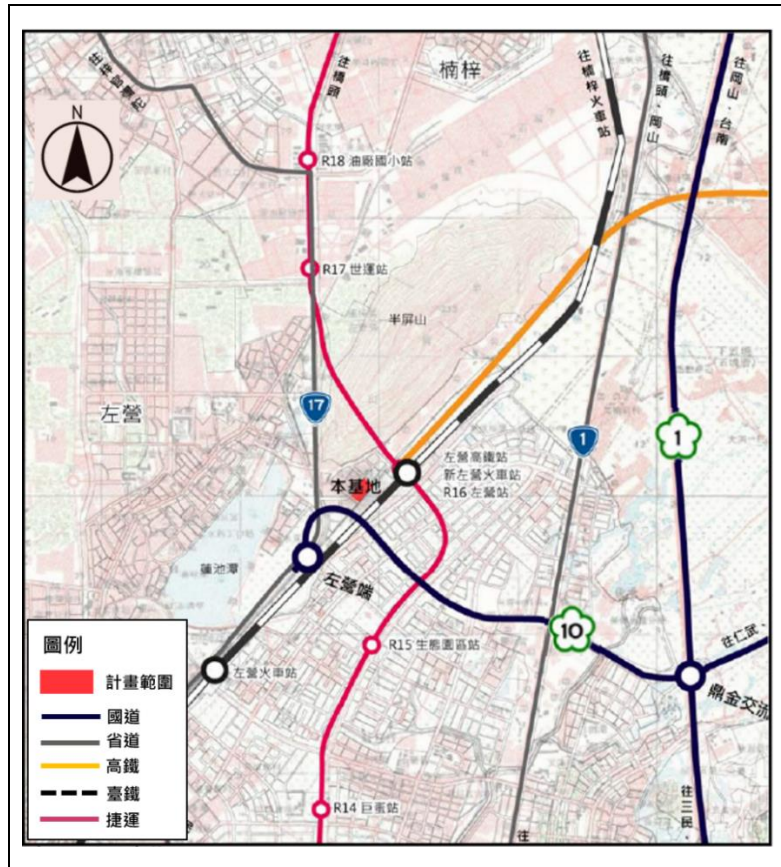 往梓官彌陀
往橋頭
楠梓
往楠梓火車站
往橋頭、岡山
往岡山、台南
N
R18 油廠國小站
R17 世運站
半屏山
左營
17
1
1
左營高鐵站
新左營火車站
R16 左營站
本基地
蓮池潭
左營端
10
往仁武、
R15 生態園區站
鼎金交流
左營火車站
R14 巨蛋站
往三民、
往
圖例
計畫範圍
國道
省道
高鐵
臺鐵
捷運